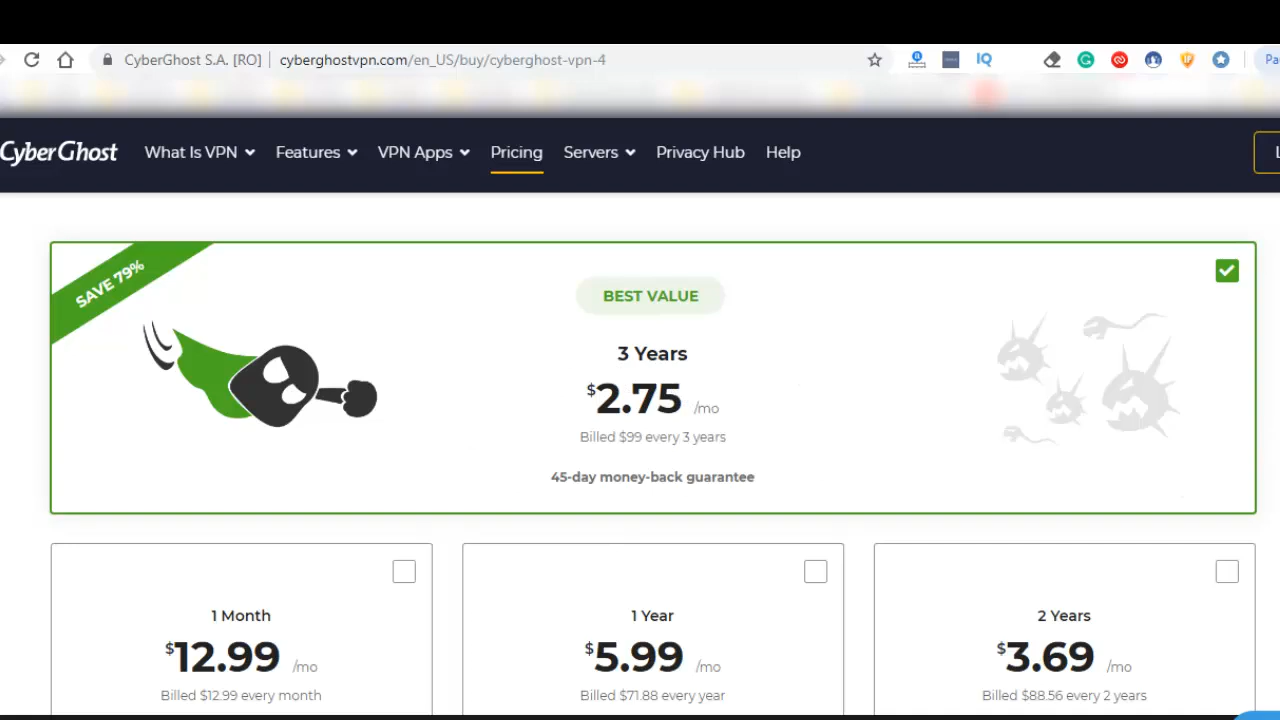 CyberGhost S.A. [RO] cyberghostvpn.com/en_US/buy/cyberghost-vpn-4
IQ
Pa
CyberGhost What Is VPN Features VPN Apps Pricing Servers Privacy Hub Help
SAVE 79%
BEST VALUE
3 Years
$2.75 /mo
Billed $99 every 3 years
45-day money-back guarantee
1 Month 1 Year 2 Years
$12.99 /mo $5.99 /mo $3.69 /mo
Billed $12.99 every month Billed $71.88 every year Billed $88.56 every 2 years